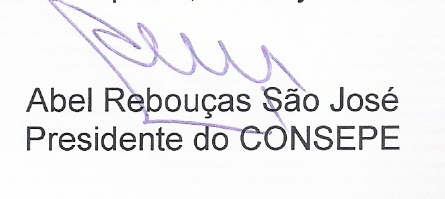 Abel Rebouças São José
Presidente do CONSEPE